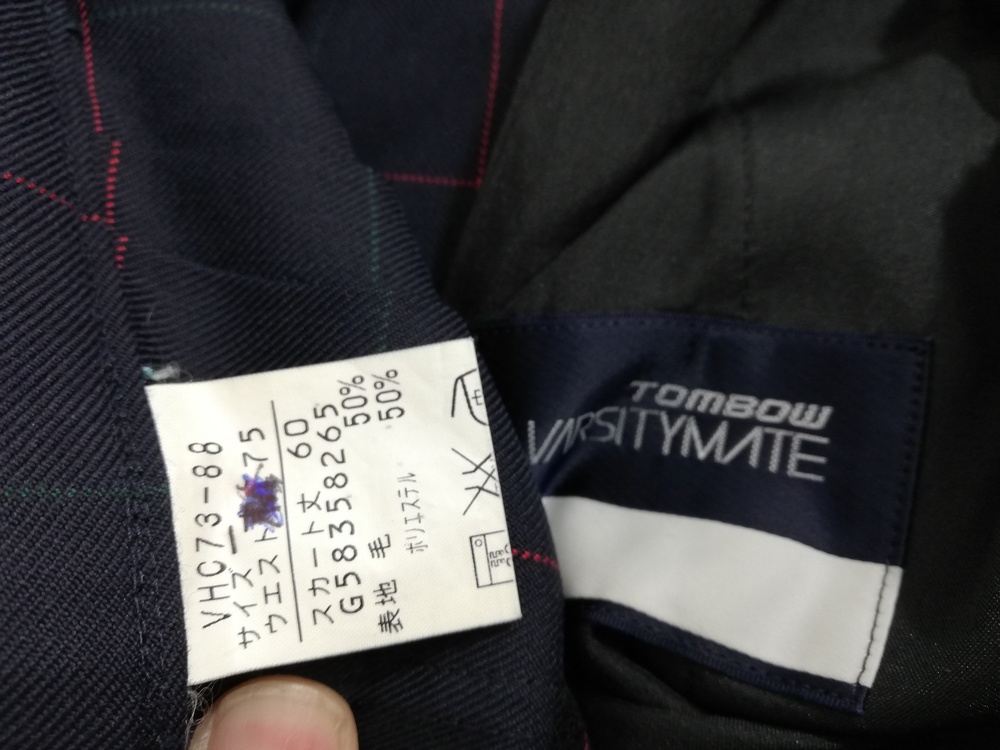 VHC73-88
サイズ
ウエスト 75
スカート丈 60
G58358265
表地 毛 50%
ポリエステル 50%
TOMBOW
VARSITYMATE